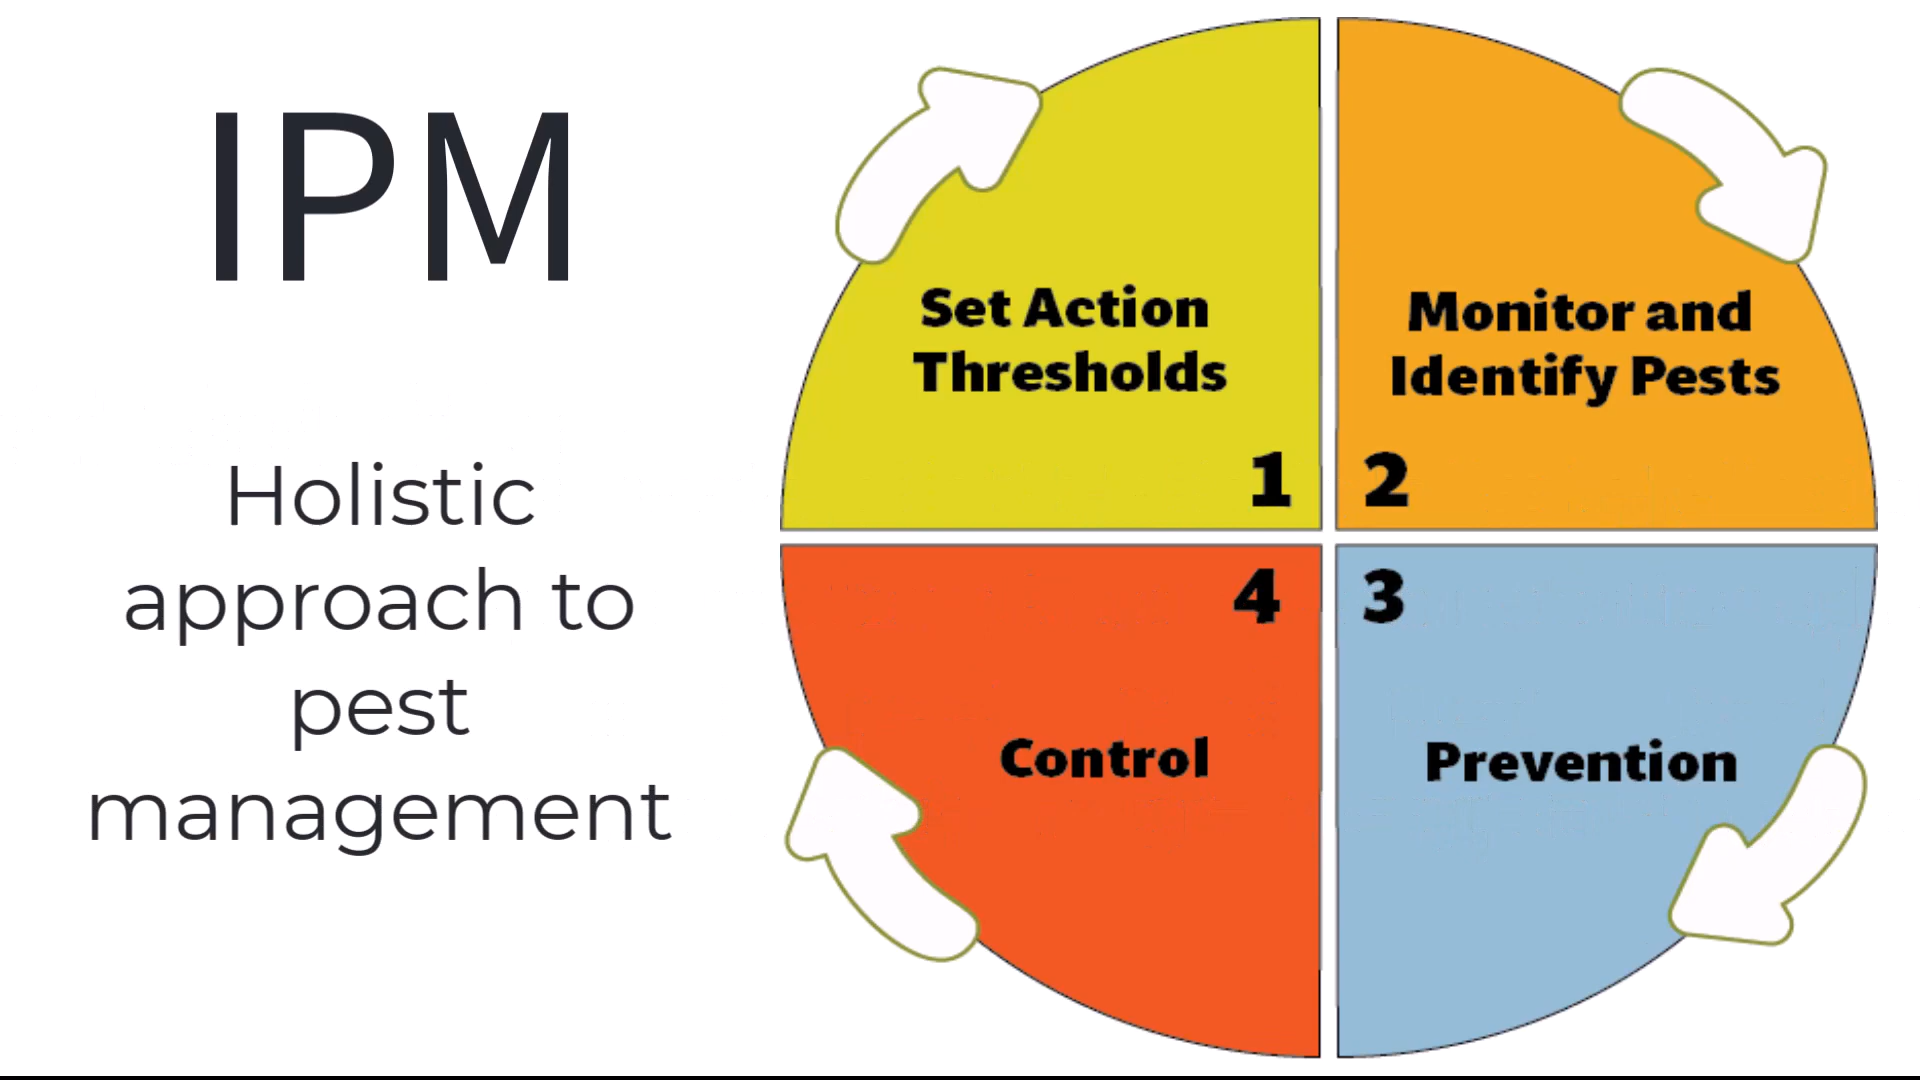 IPM
Holistic
approach to
pest
management
Set Action
Thresholds
1
Monitor and
Identify Pests
2
3
Prevention
4
Control